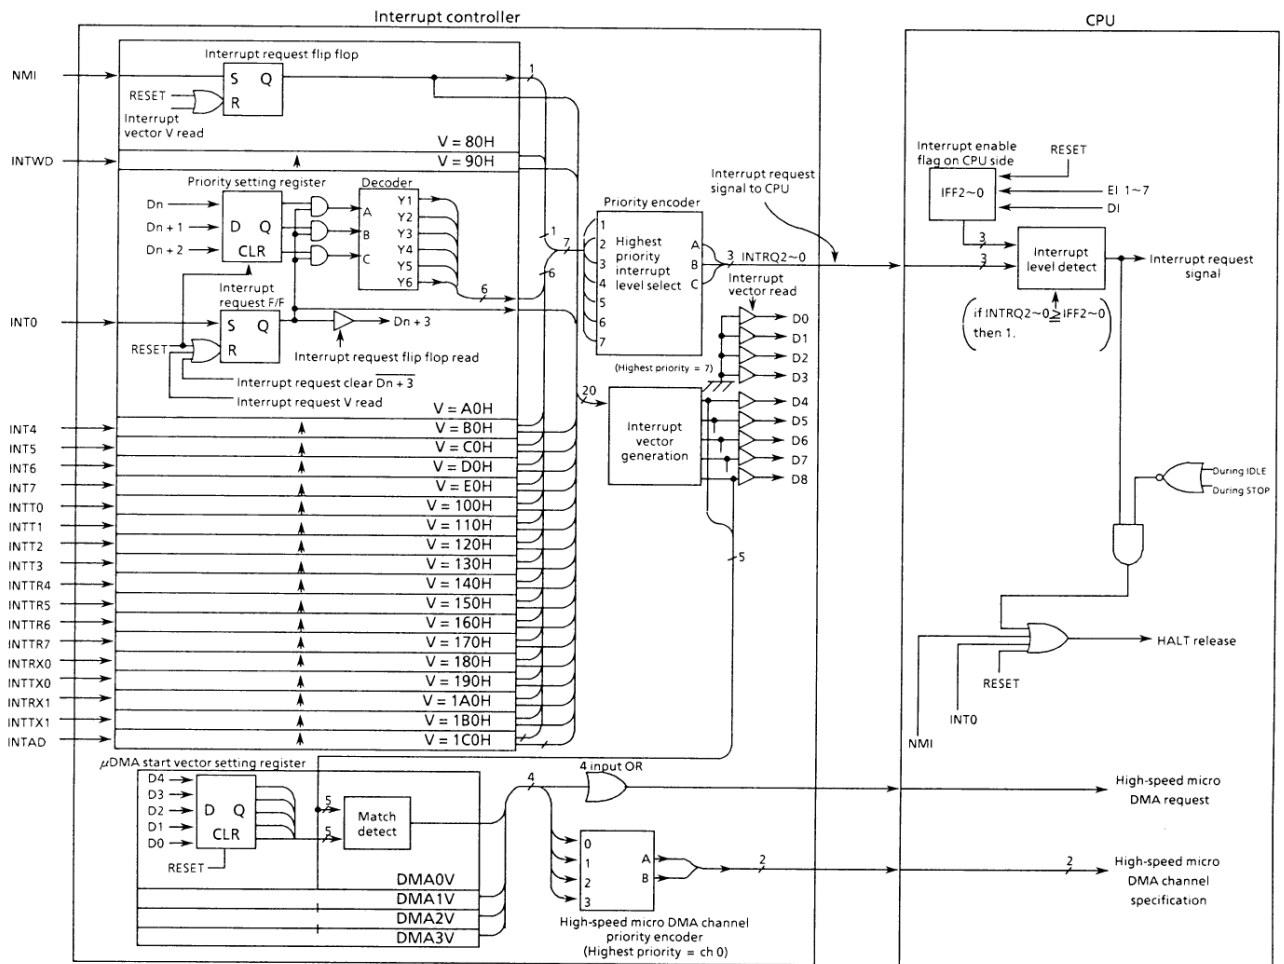 Interrupt controller
CPU
Interrupt request flip flop
NMI
S Q
R
RESET
Interrupt
vector V read
1
V = 80H
INTWD
V = 90H
Priority setting register
Decoder
Dn
Dn + 1
Dn + 2
D Q
CLR
A
B
C
Y1
Y2
Y3
Y4
Y5
Y6
6
Interrupt
request F/F
INT0
S Q
R
Dn + 3
RESET
Interrupt request flip flop read
Interrupt request clear Dn + 3
Interrupt request V read
V = A0H
INT4
V = B0H
INT5
V = C0H
INT6
V = D0H
INT7
V = E0H
INTT0
V = 100H
INTT1
V = 110H
INTT2
V = 120H
INTT3
V = 130H
INTTR4
V = 140H
INTTR5
V = 150H
INTTR6
V = 160H
INTTR7
V = 170H
INTRX0
V = 180H
INTTX0
V = 190H
INTRX1
V = 1A0H
INTTX1
V = 1B0H
INTAD
V = 1C0H
1
7
6
20
Priority encoder
1
2
3
4
5
6
7
Highest
priority
interrupt
level select
A
B
C
(Highest priority = 7)
3
INTRQ2~0
Interrupt request
signal to CPU
Interrupt
vector read
D0
D1
D2
D3
D4
D5
D6
D7
D8
Interrupt
vector
generation
5
Interrupt enable
flag on CPU side
RESET
IFF2~0
EI 1~7
DI
3
3
Interrupt
level detect
Interrupt request
signal
(if INTRQ2~0≧IFF2~0
then 1.)
During IDLE
During STOP
HALT release
RESET
INT0
NMI
μDMA start vector setting register
D4
D3
D2
D1
D0
D Q
CLR
RESET
5
5
Match
detect
DMA0V
DMA1V
DMA2V
DMA3V
4
4 input OR
0
1
2
3
A
B
2
High-speed micro DMA channel
priority encoder
(Highest priority = ch 0)
High-speed micro
DMA request
2
High-speed micro
DMA channel
specification